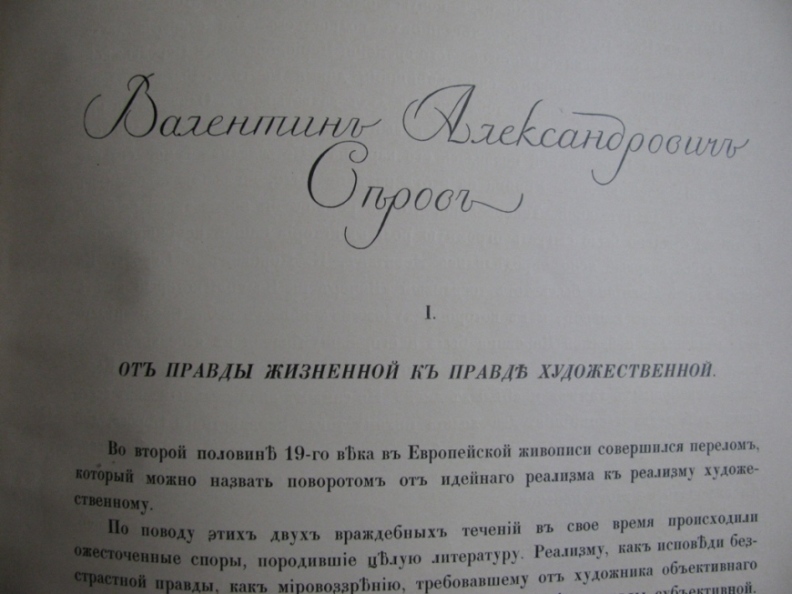 Валентинъ Александровичъ
Сѣровъ
I.
ОТЪ ПРАВДЫ ЖИЗНЕННОЙ КЪ ПРАВДѢ ХУДОЖЕСТВЕННОЙ.
Во второй половинѣ 19-го вѣка въ Европейской живописи совершился переломъ,
который можно назвать поворотомъ отъ идейнаго реализма къ реализму художе-
ственному.
По поводу этихъ двухъ враждебныхъ теченій въ свое время происходили
ожесточенные споры, породившіе цѣлую литературу. Реализму, какъ исповѣди без-
страстной правды, какъ міровоззрѣнію, требовавшему отъ художника объективнаго
субъективной.